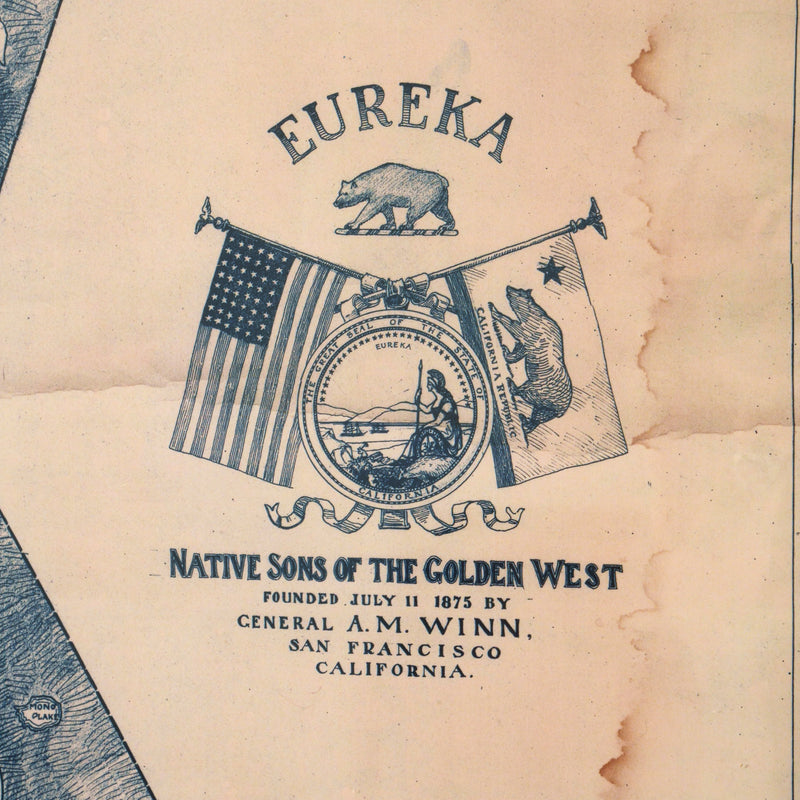 EUREKA
THE GREAT SEAL OF THE STATE OF
EUREKA
CALIFORNIA
CALIFORNIA REPUBLIC
NATIVE SONS OF THE GOLDEN WEST
FOUNDED JULY 11 1875 BY
GENERAL A.M. WINN,
SAN FRANCISCO
CALIFORNIA.
MONO
LAKE